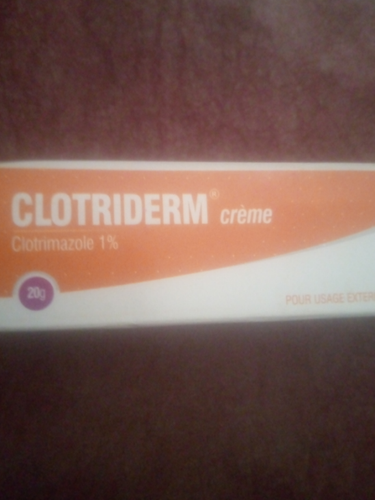 CLOTRIDERM® crème
Clotrimazole 1%
20g
POUR USAGE EXTER